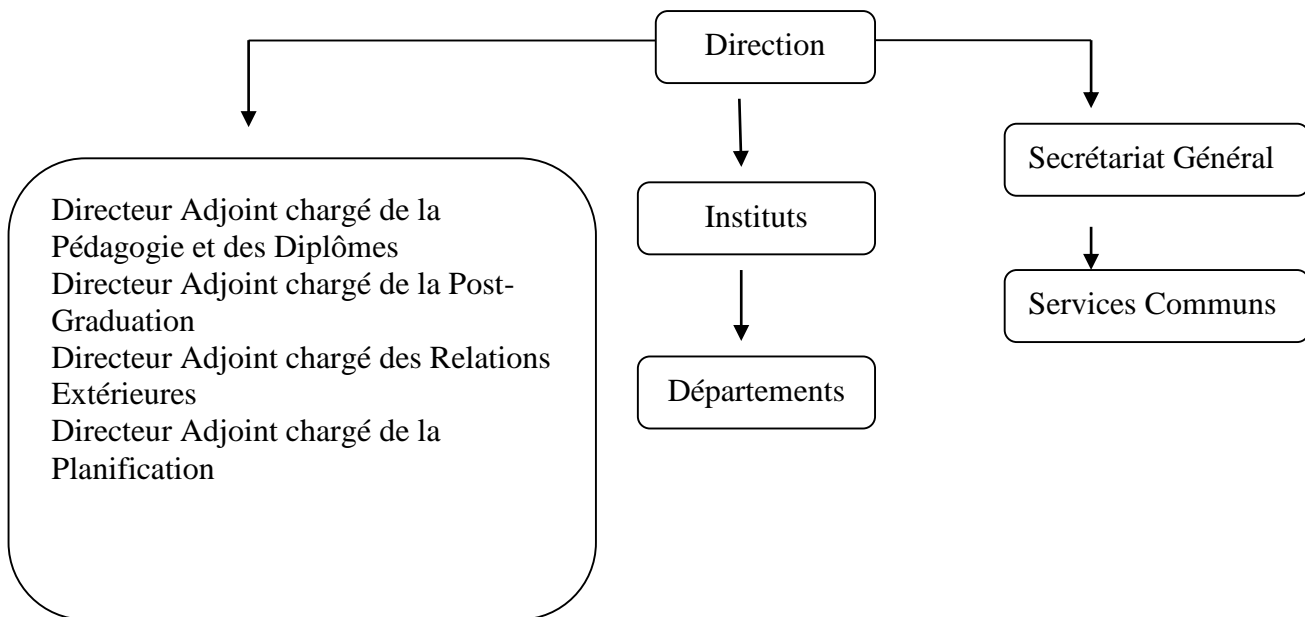 Direction
Secrétariat Général
Directeur Adjoint chargé de la
Pédagogie et des Diplômes
Directeur Adjoint chargé de la Post-
Graduation
Directeur Adjoint chargé des Relations
Extérieures
Directeur Adjoint chargé de la
Planification
Instituts
Services Communs
Départements